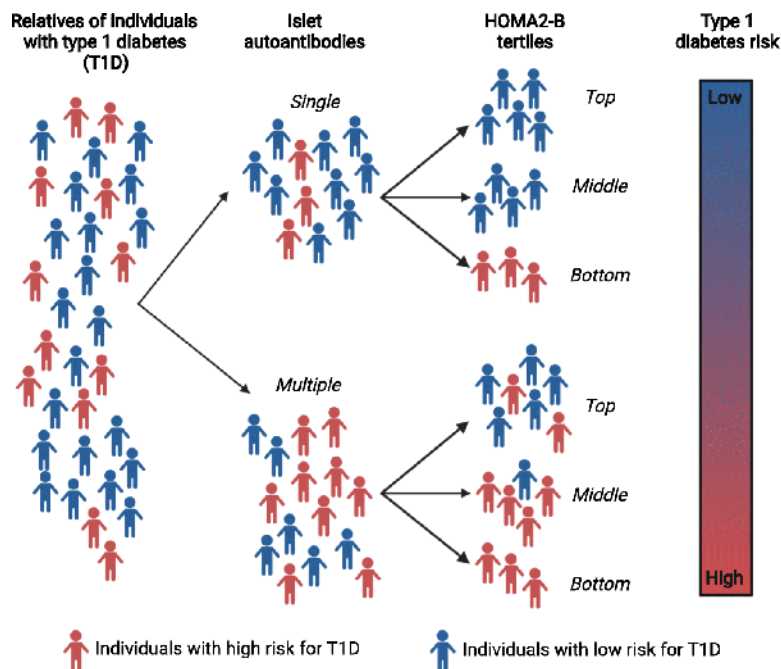 Relatives of Individuals
with type 1 diabetes
(T1D)
Islet
autoantibodies
HOMA2-B
tertiles
Type 1
diabetes risk
Single
Top
Middle
Bottom
Low
Multiple
Top
Middle
Bottom
High
Individuals with high risk for T1D
Individuals with low risk for T1D